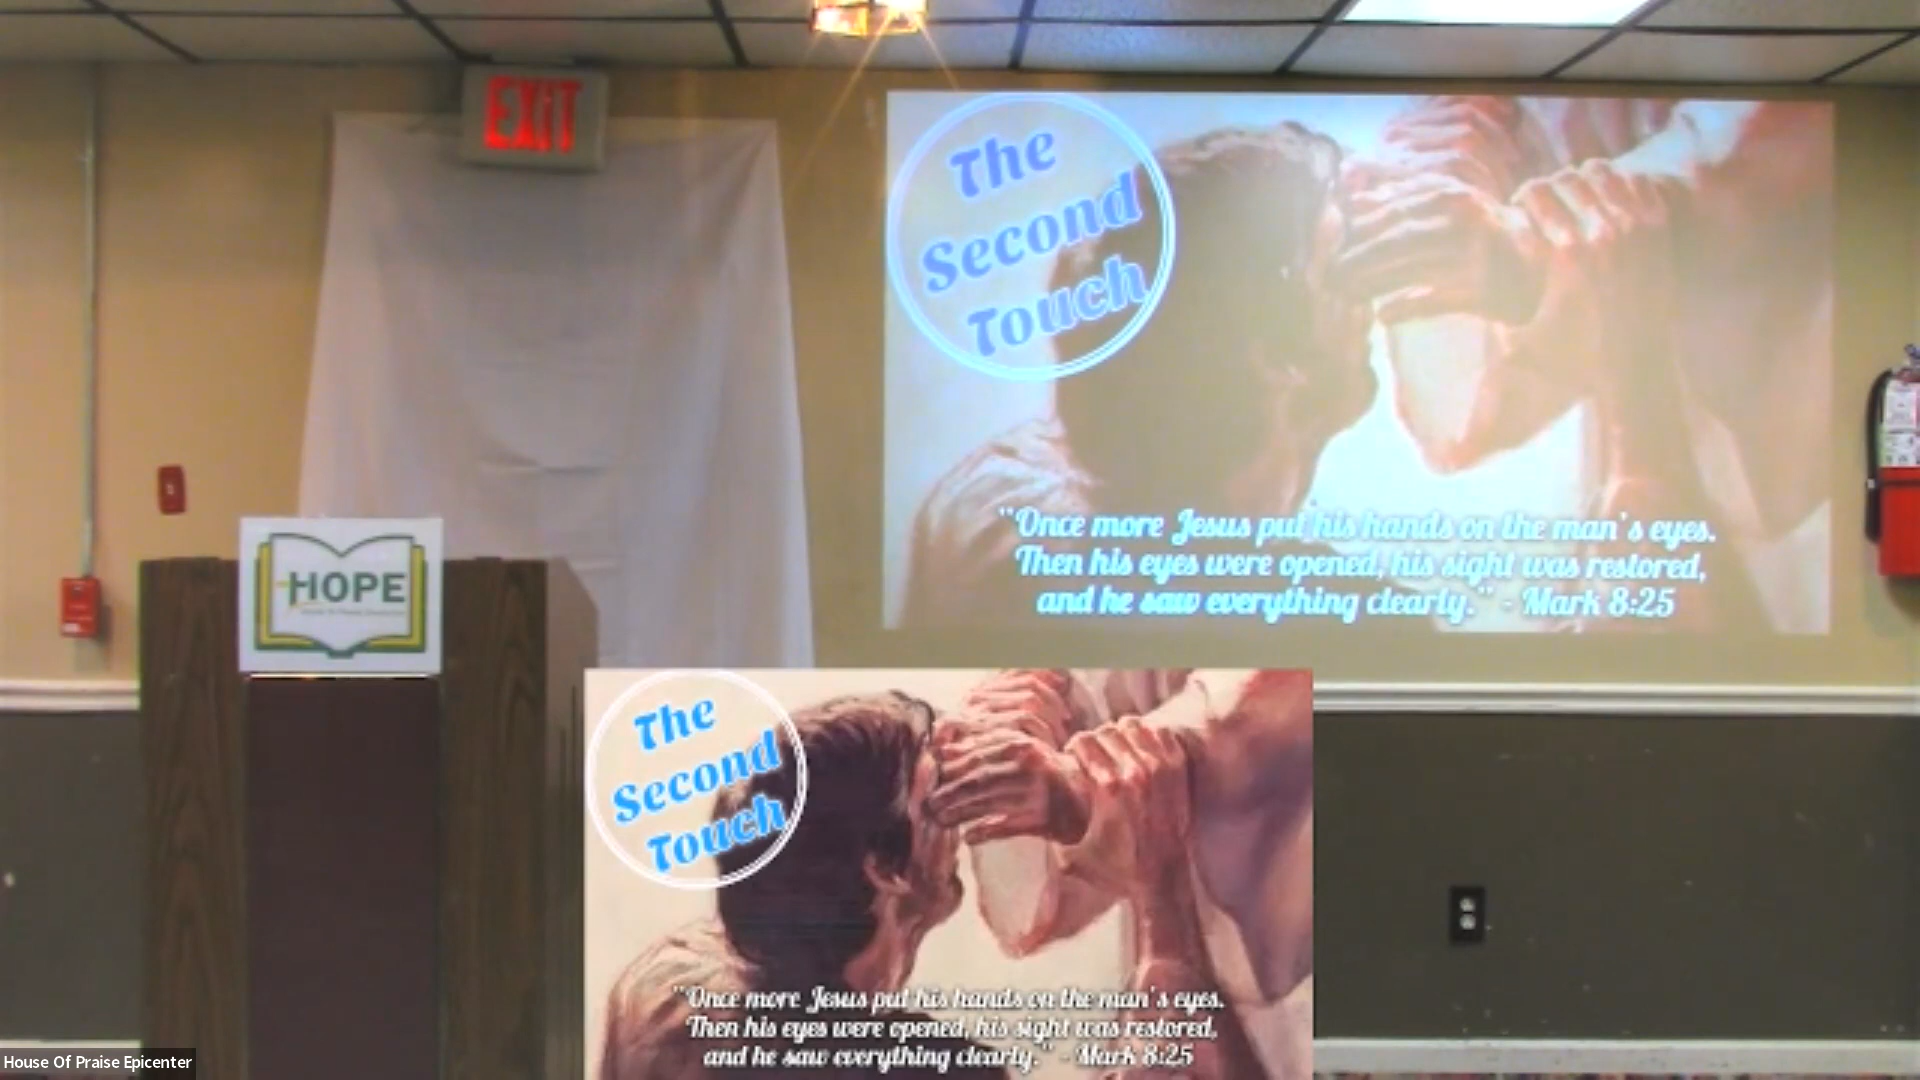 EXIT
The
Second
Touch
"Once more Jesus put his hands on the man's eyes.
Then his eyes were opened, his sight was restored,
and he saw everything clearly." - Mark 8:25
HOPE
The
Second
Touch
"Once more Jesus put his hands on the man's eyes.
Then his eyes were opened, his sight was restored,
and he saw everything clearly." - Mark 8:25
House Of Praise Epicenter